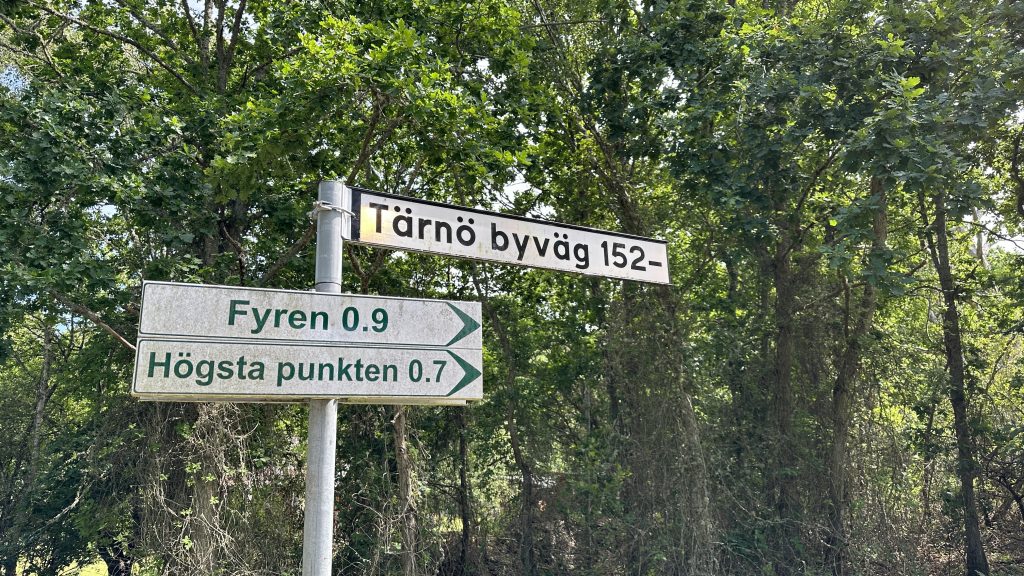 Tärnö byväg 152-
Fyren 0.9
Högsta punkten 0.7